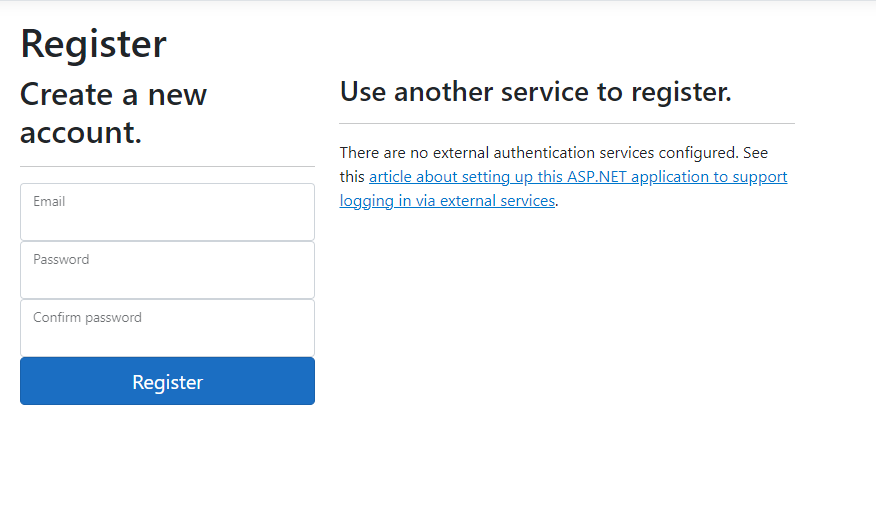 Register
Create a new
account.
Email
Password
Confirm password
Register
Use another service to register.
There are no external authentication services configured. See
this article about setting up this ASP.NET application to support
logging in via external services.